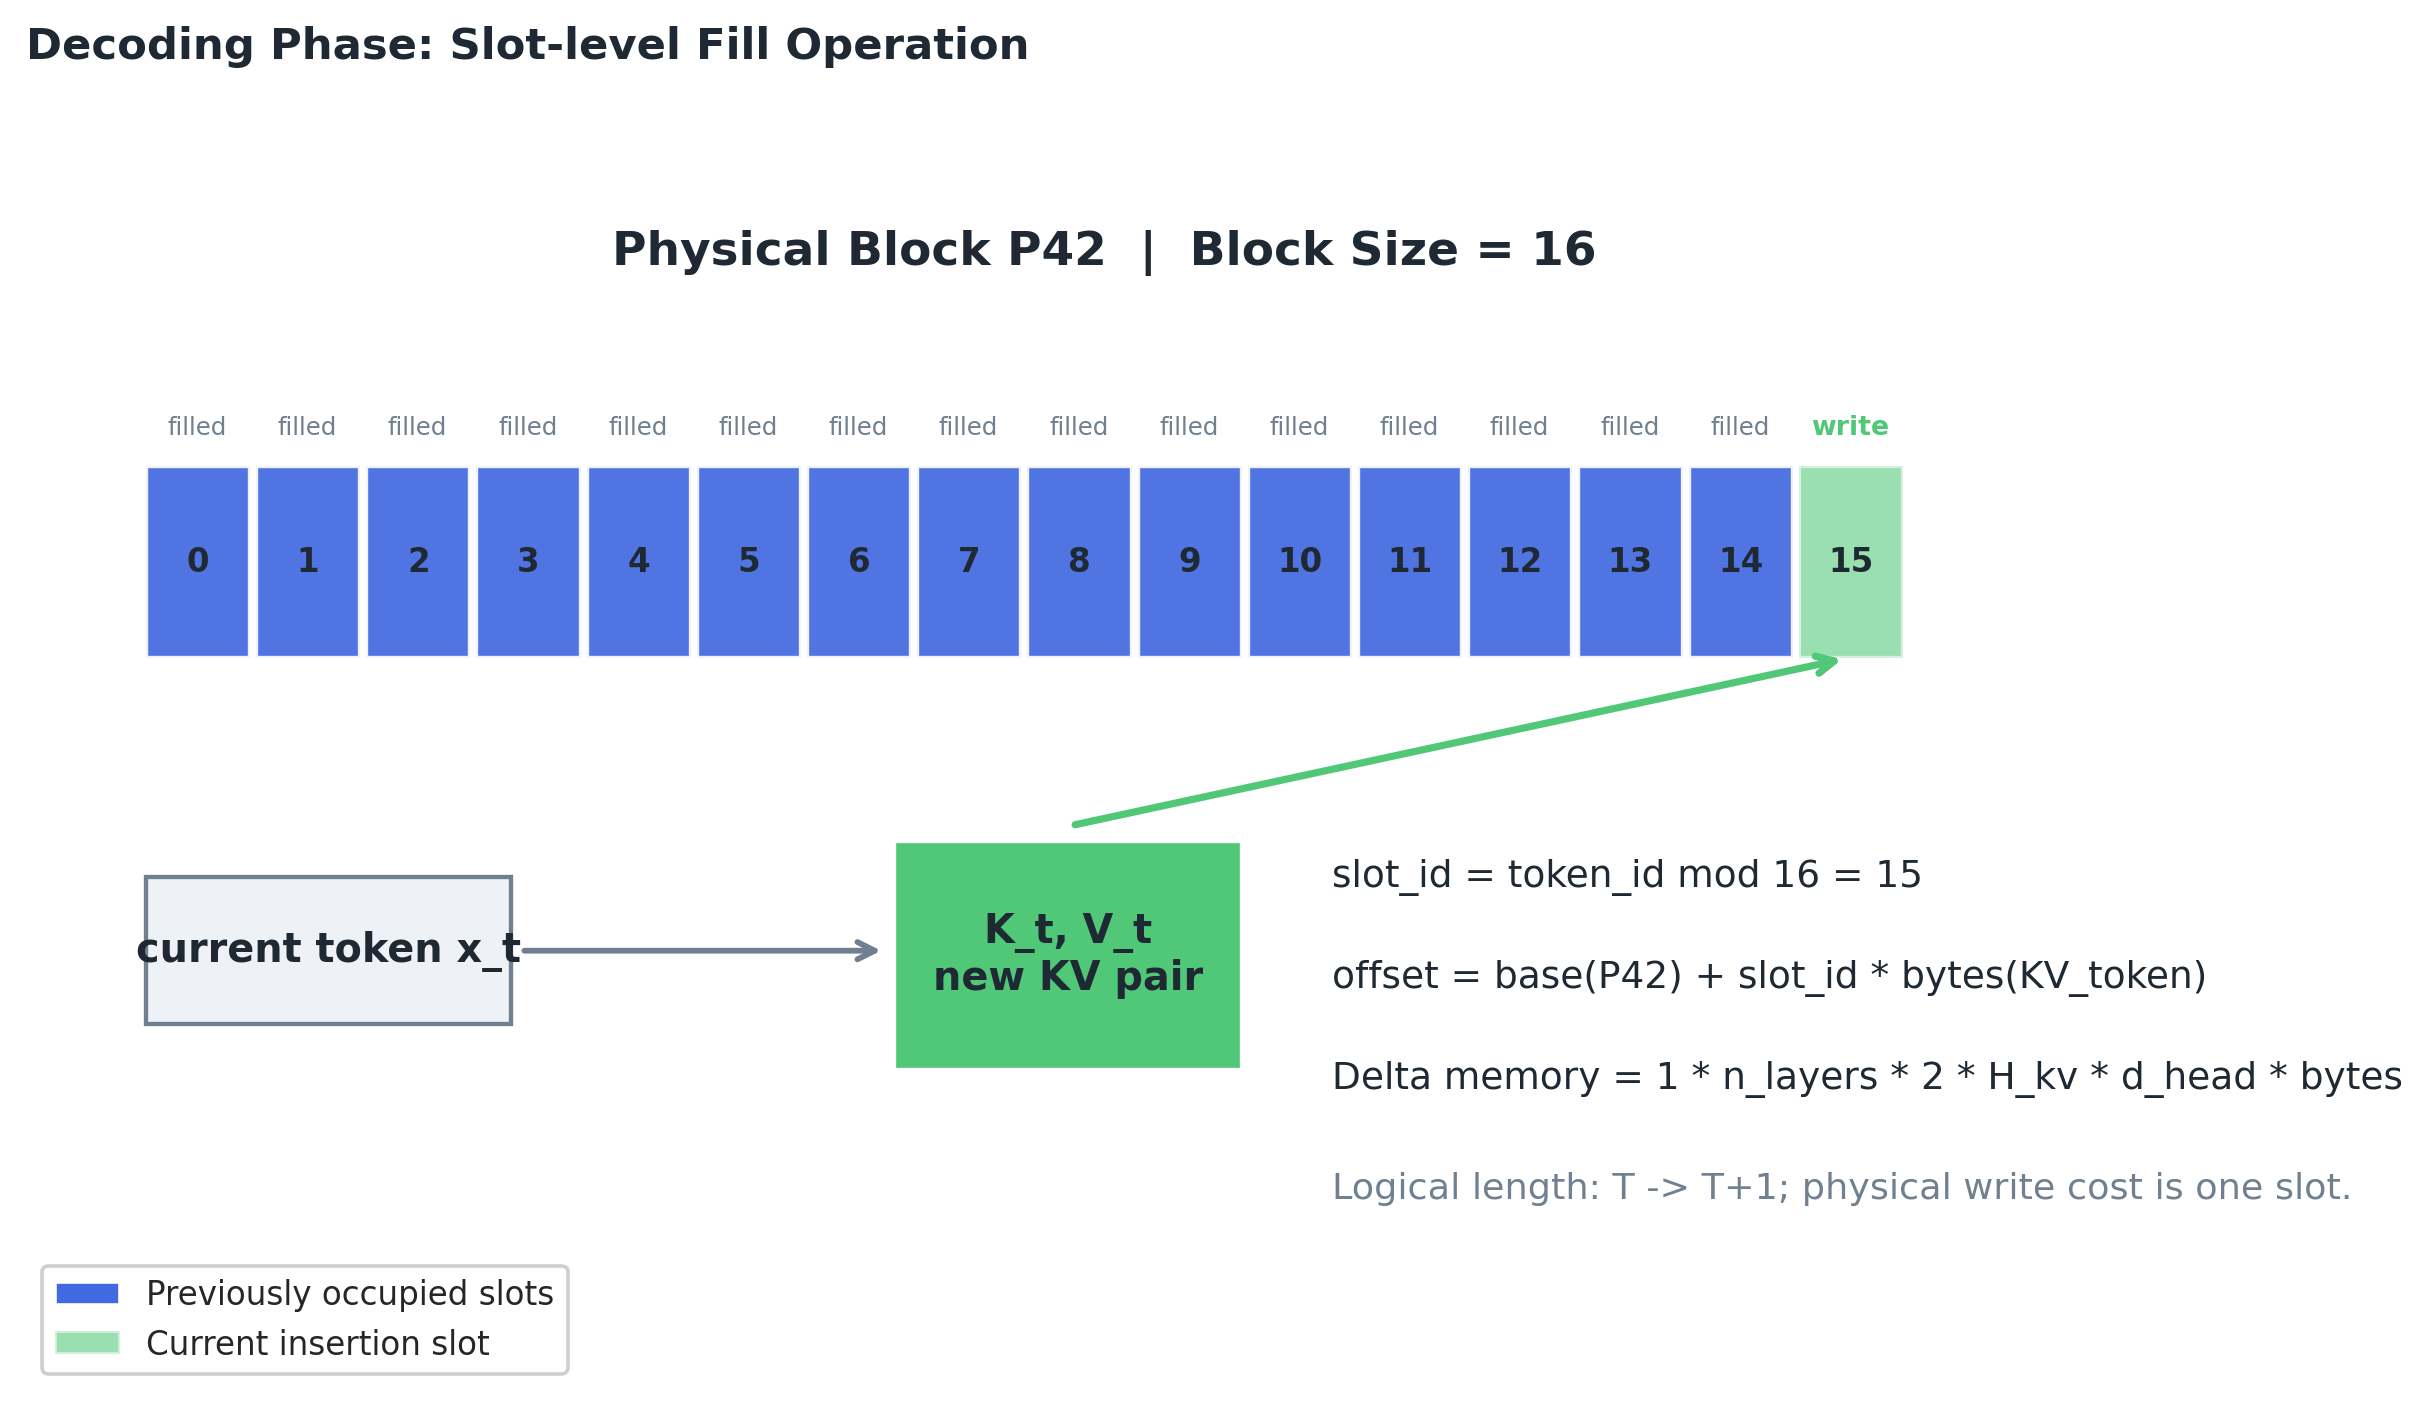 Decoding Phase: Slot-level Fill Operation
Physical Block P42 | Block Size = 16
filled filled filled filled filled filled filled filled filled filled filled filled filled filled filled write
0 1 2 3 4 5 6 7 8 9 10 11 12 13 14 15
current token x_t
K_t, V_t
new KV pair
slot_id = token_id mod 16 = 15
offset = base(P42) + slot_id * bytes(KV_token)
Delta memory = 1 * n_layers * 2 * H_kv * d_head * bytes
Logical length: T -> T+1; physical write cost is one slot.
Previously occupied slots
Current insertion slot